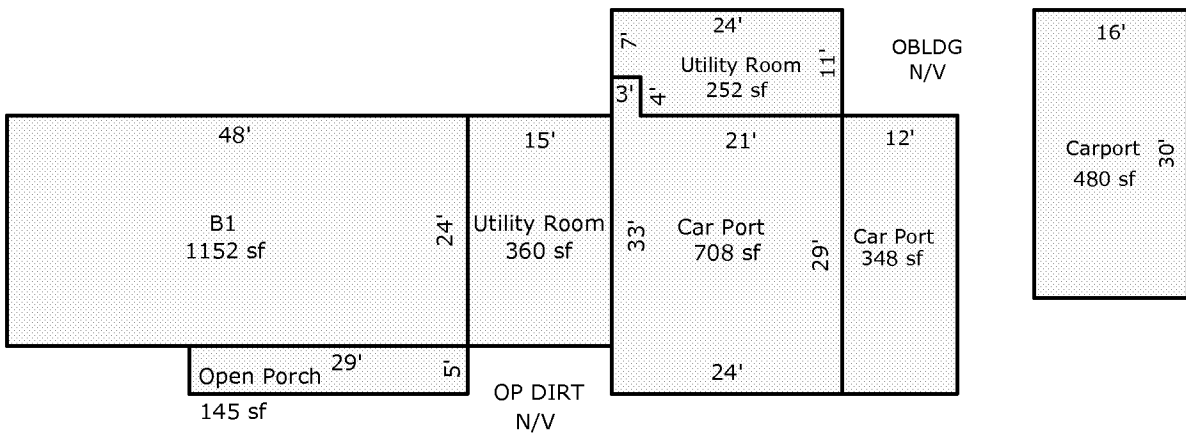 24'
7'
Utility Room
252 sf
11'
3'
4'
OBLDG
N/V
16'
Carport
480 sf
30'
48'
B1
1152 sf
24'
15'
Utility Room
360 sf
21'
33'
Car Port
708 sf
29'
24'
12'
Car Port
348 sf
29'
Open Porch
145 sf
5'
OP DIRT
N/V